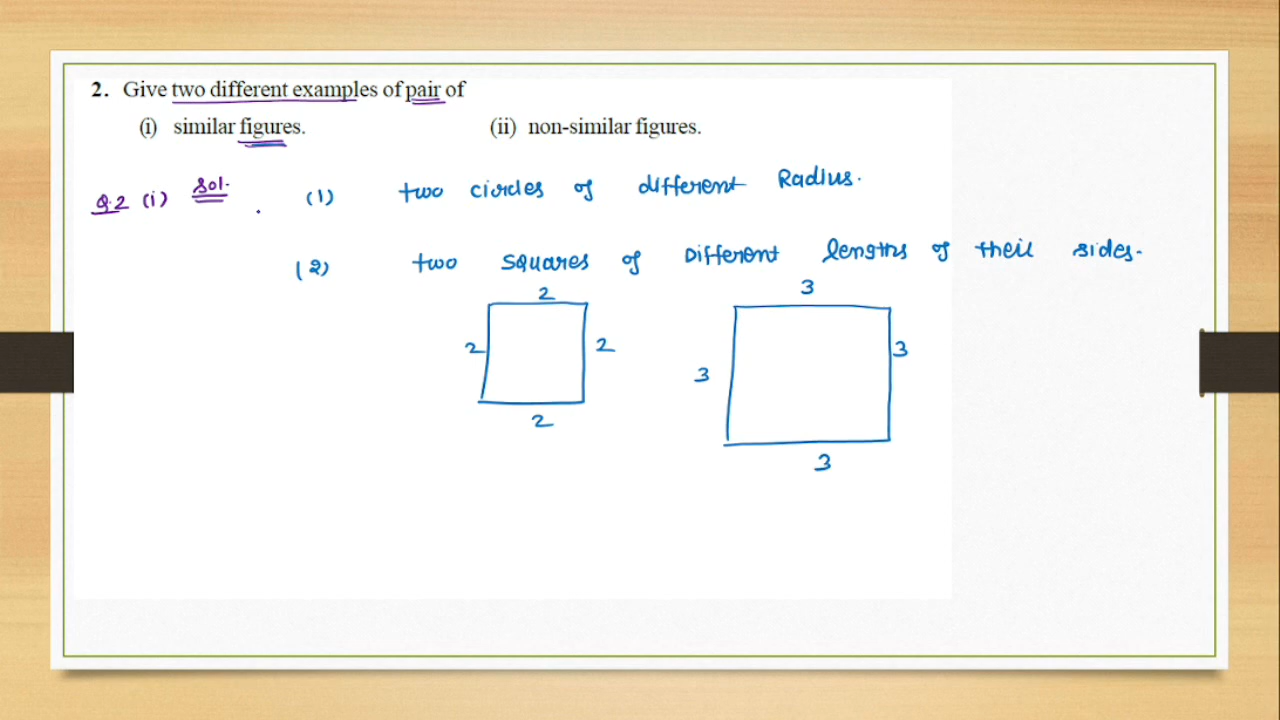 2. Give two different examples of pair of
(i) similar figures. (ii) non-similar figures.
Q.2 (i) Sol. (1) two circles of different Radius.
(2) two squares of Different lengths of their sides.
2 3
2 2 3
3
2
3